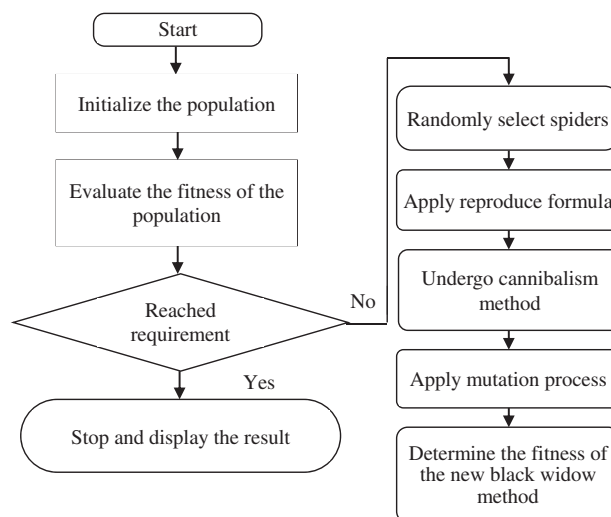 Start
Initialize the population
Evaluate the fitness of the
population
Reached
requirement
No
Yes
Stop and display the result
Randomly select spiders
Apply reproduce formula
Undergo cannibalism
method
Apply mutation process
Determine the fitness of
the new black widow
method